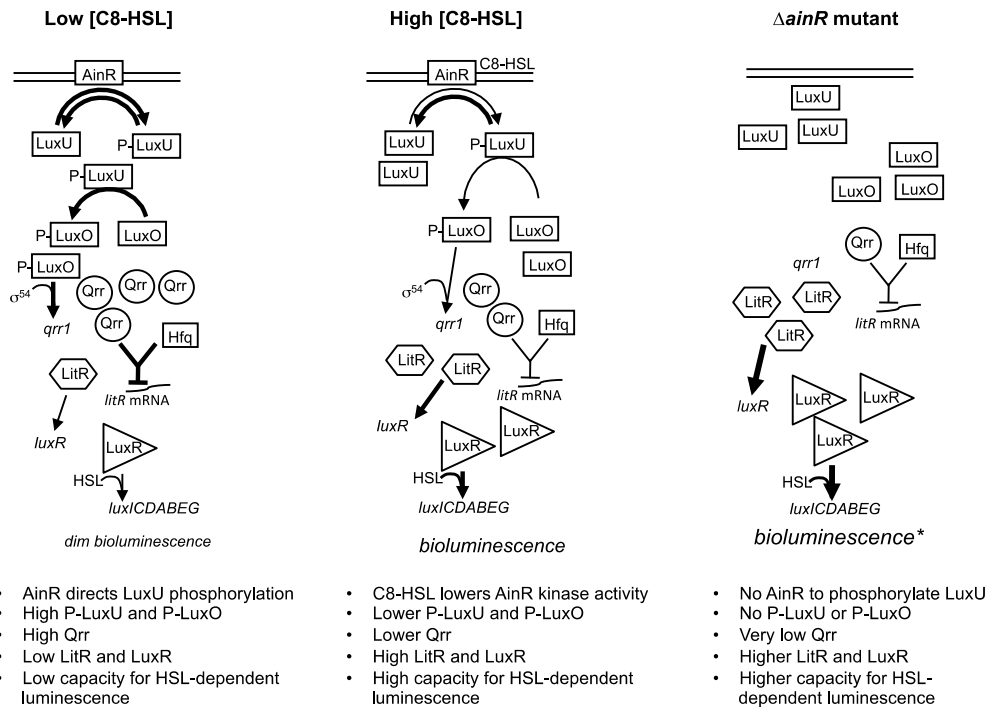 Low [C8-HSL]
AinR
LuxU
P-LuxU
P-LuxU
P-LuxO
LuxO
P-LuxO
σ54
qrr1
Qrr
Qrr
Qrr
Qrr
Hfq
LitR
litR mRNA
luxR
LuxR
HSL
luxICDABEG
dim bioluminescence
• AinR directs LuxU phosphorylation
• High P-LuxU and P-LuxO
• High Qrr
• Low LitR and LuxR
• Low capacity for HSL-dependent
luminescence
High [C8-HSL]
AinR
C8-HSL
LuxU
LuxU
P-LuxU
P-LuxO
LuxO
LuxO
σ54
qrr1
Qrr
Qrr
Hfq
LitR
LitR
litR mRNA
luxR
LuxR
LuxR
HSL
luxICDABEG
bioluminescence
• C8-HSL lowers AinR kinase activity
• Lower P-LuxU and P-LuxO
• Lower Qrr
• High LitR and LuxR
• High capacity for HSL-dependent
luminescence
ΔainR mutant
LuxU
LuxU
LuxU
LuxO
LuxO
LuxO
Qrr
Hfq
qrr1
LitR
LitR
LitR
litR mRNA
luxR
LuxR
LuxR
LuxR
HSL
luxICDABEG
bioluminescence*
• No AinR to phosphorylate LuxU
• No P-LuxU or P-LuxO
• Very low Qrr
• Higher LitR and LuxR
• Higher capacity for HSL-
dependent luminescence